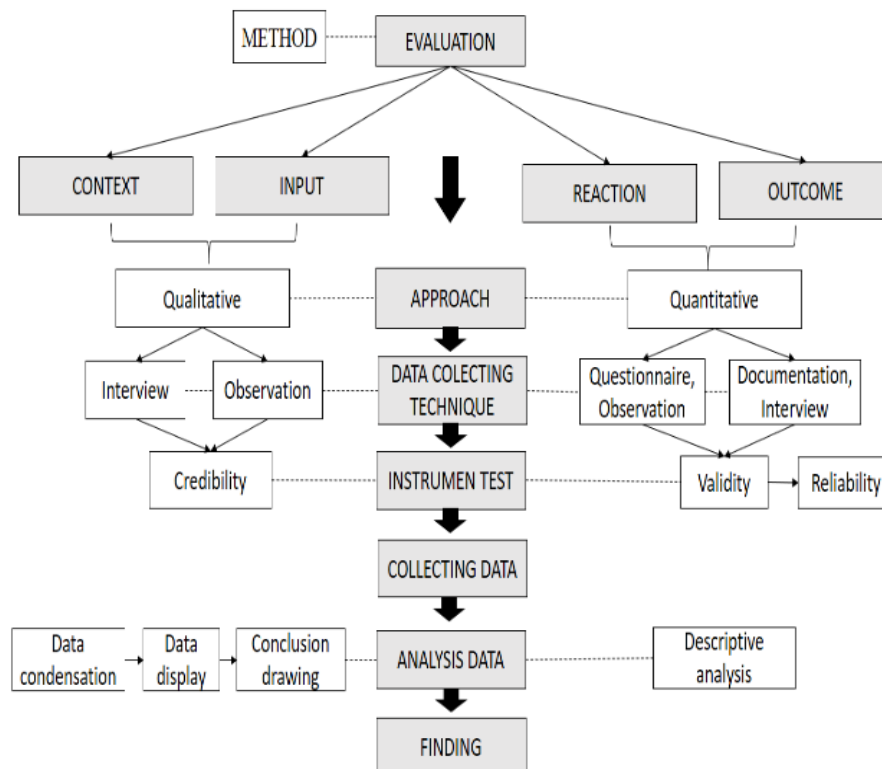 METHOD
EVALUATION
CONTEXT
INPUT
REACTION
OUTCOME
Qualitative
APPROACH
Quantitative
Interview
Observation
DATA COLECTING
TECHNIQUE
Questionnaire,
Observation
Documentation,
Interview
Credibility
INSTRUMEN TEST
Validity
Reliability
COLLECTING DATA
Data
condensation
Data
display
Conclusion
drawing
ANALYSIS DATA
Descriptive
analysis
FINDING